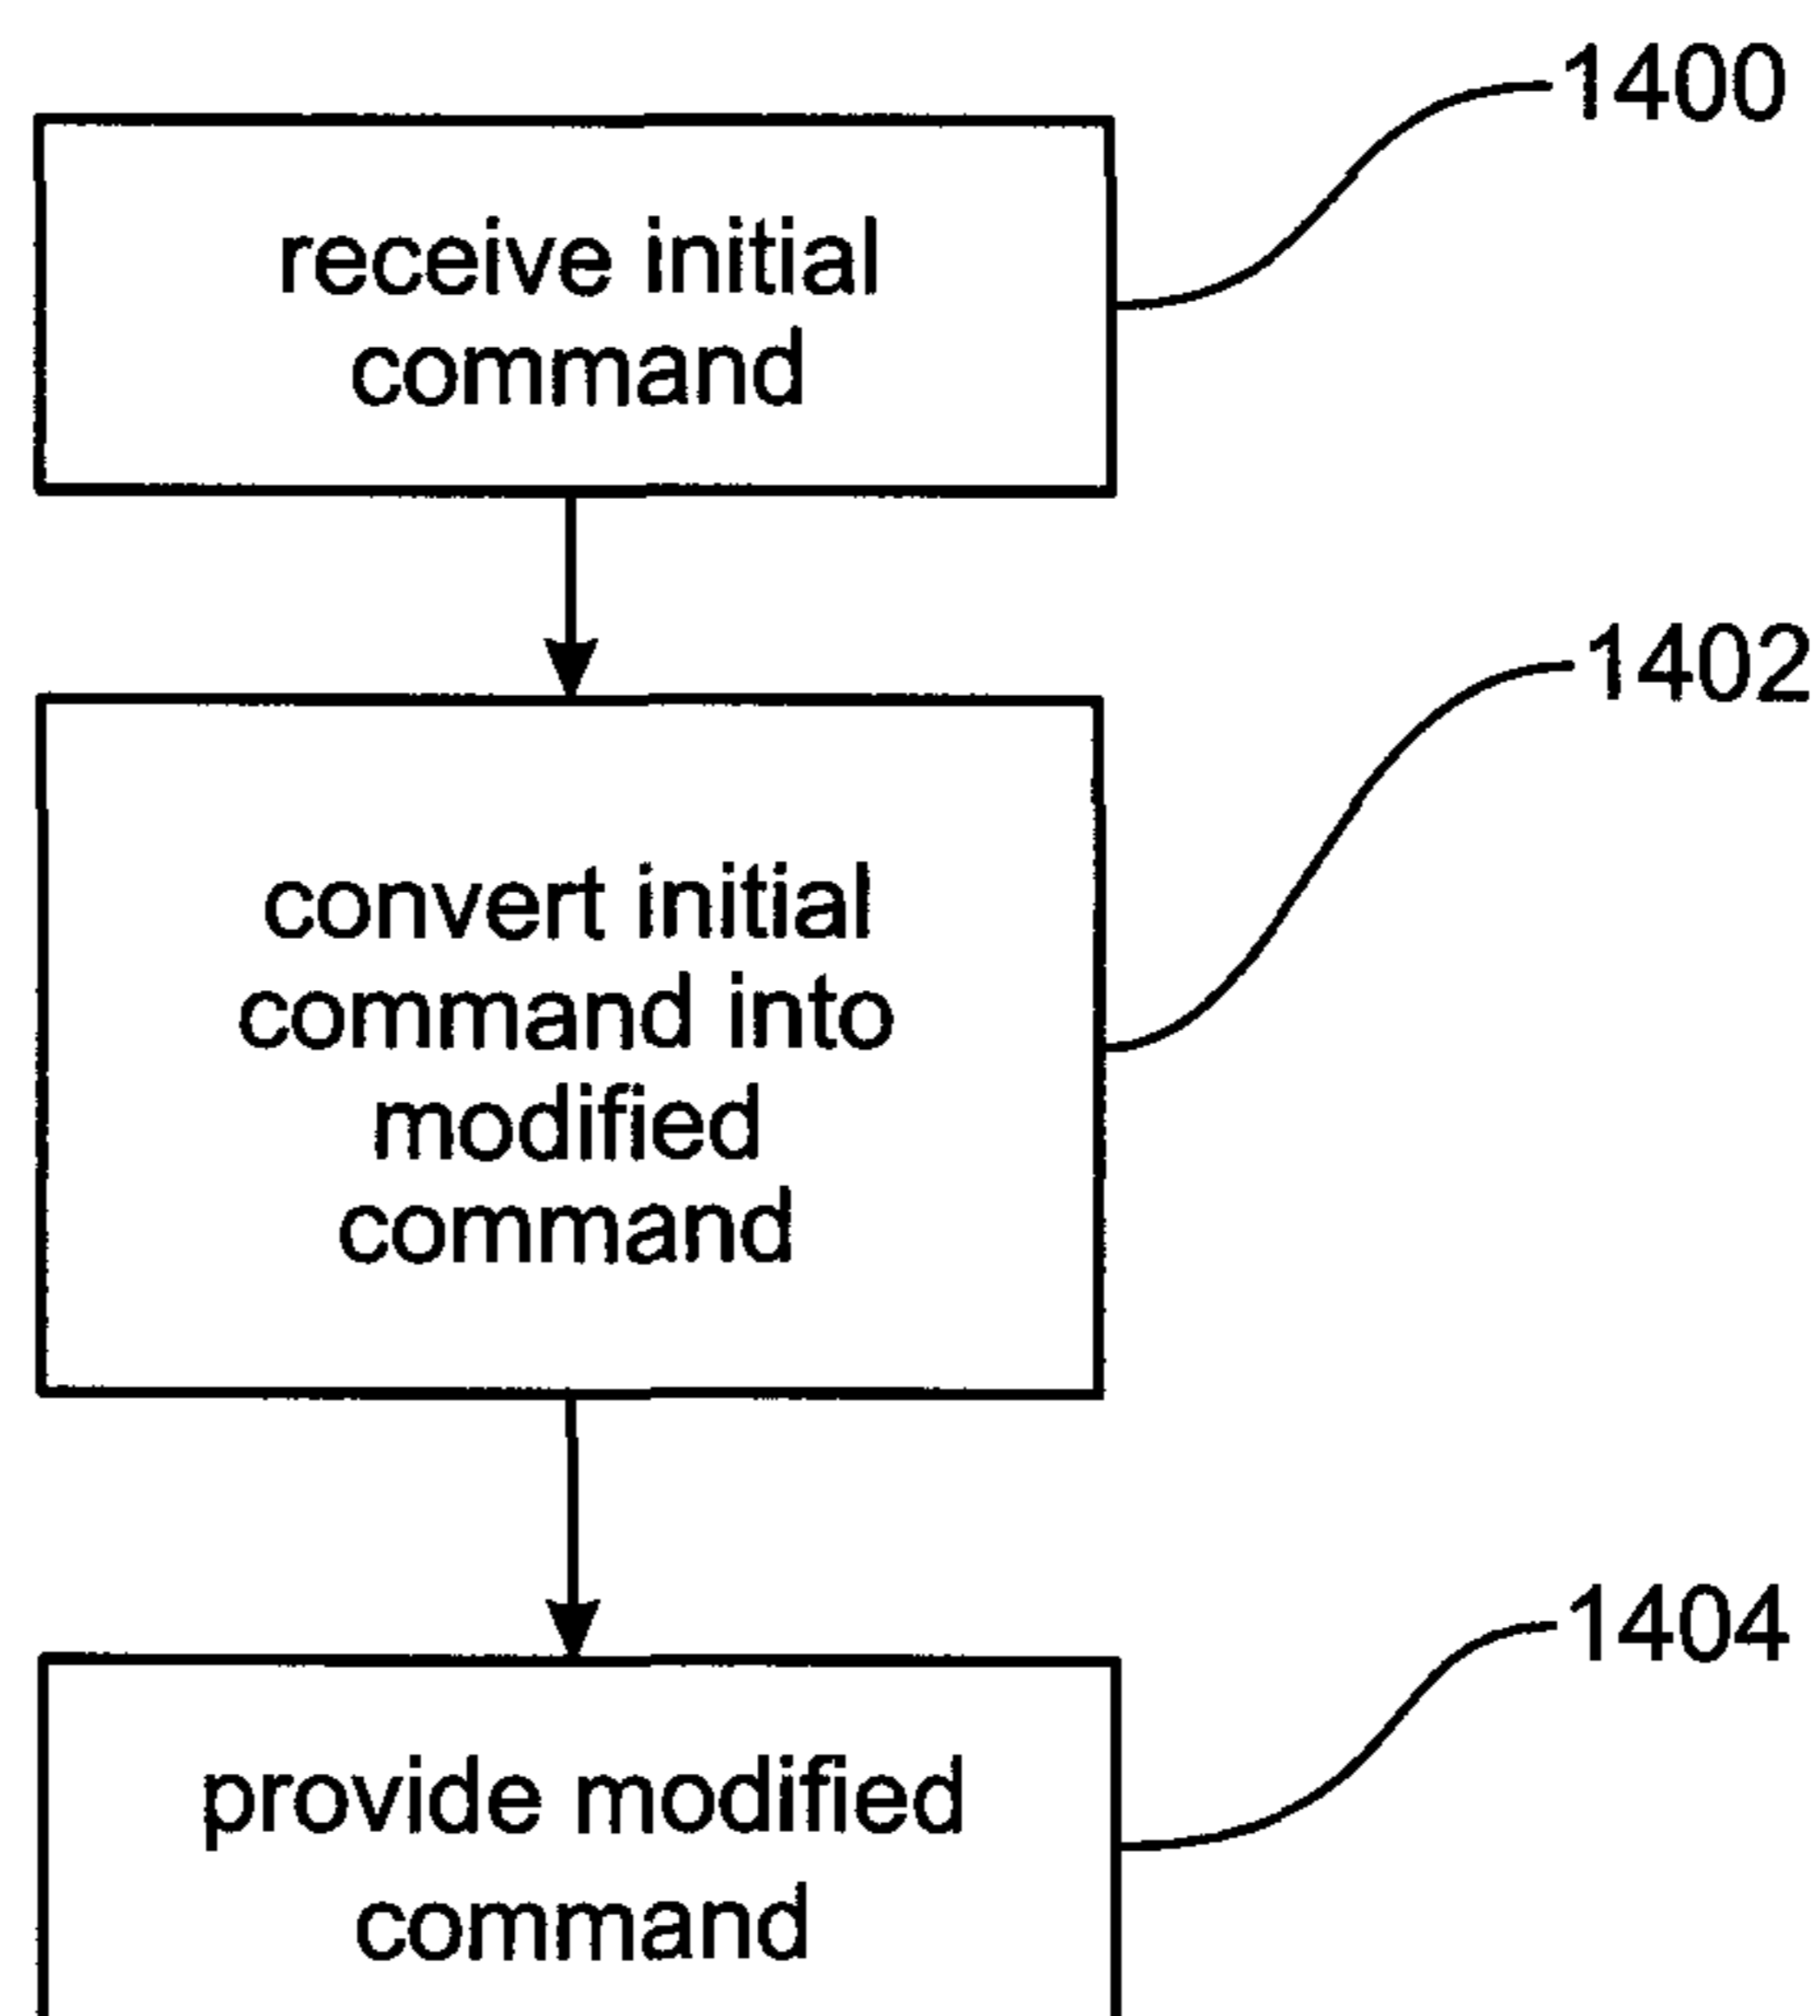 1400
receive initial
command
1402
convert initial
command into
modified
command
1404
provide modified
command